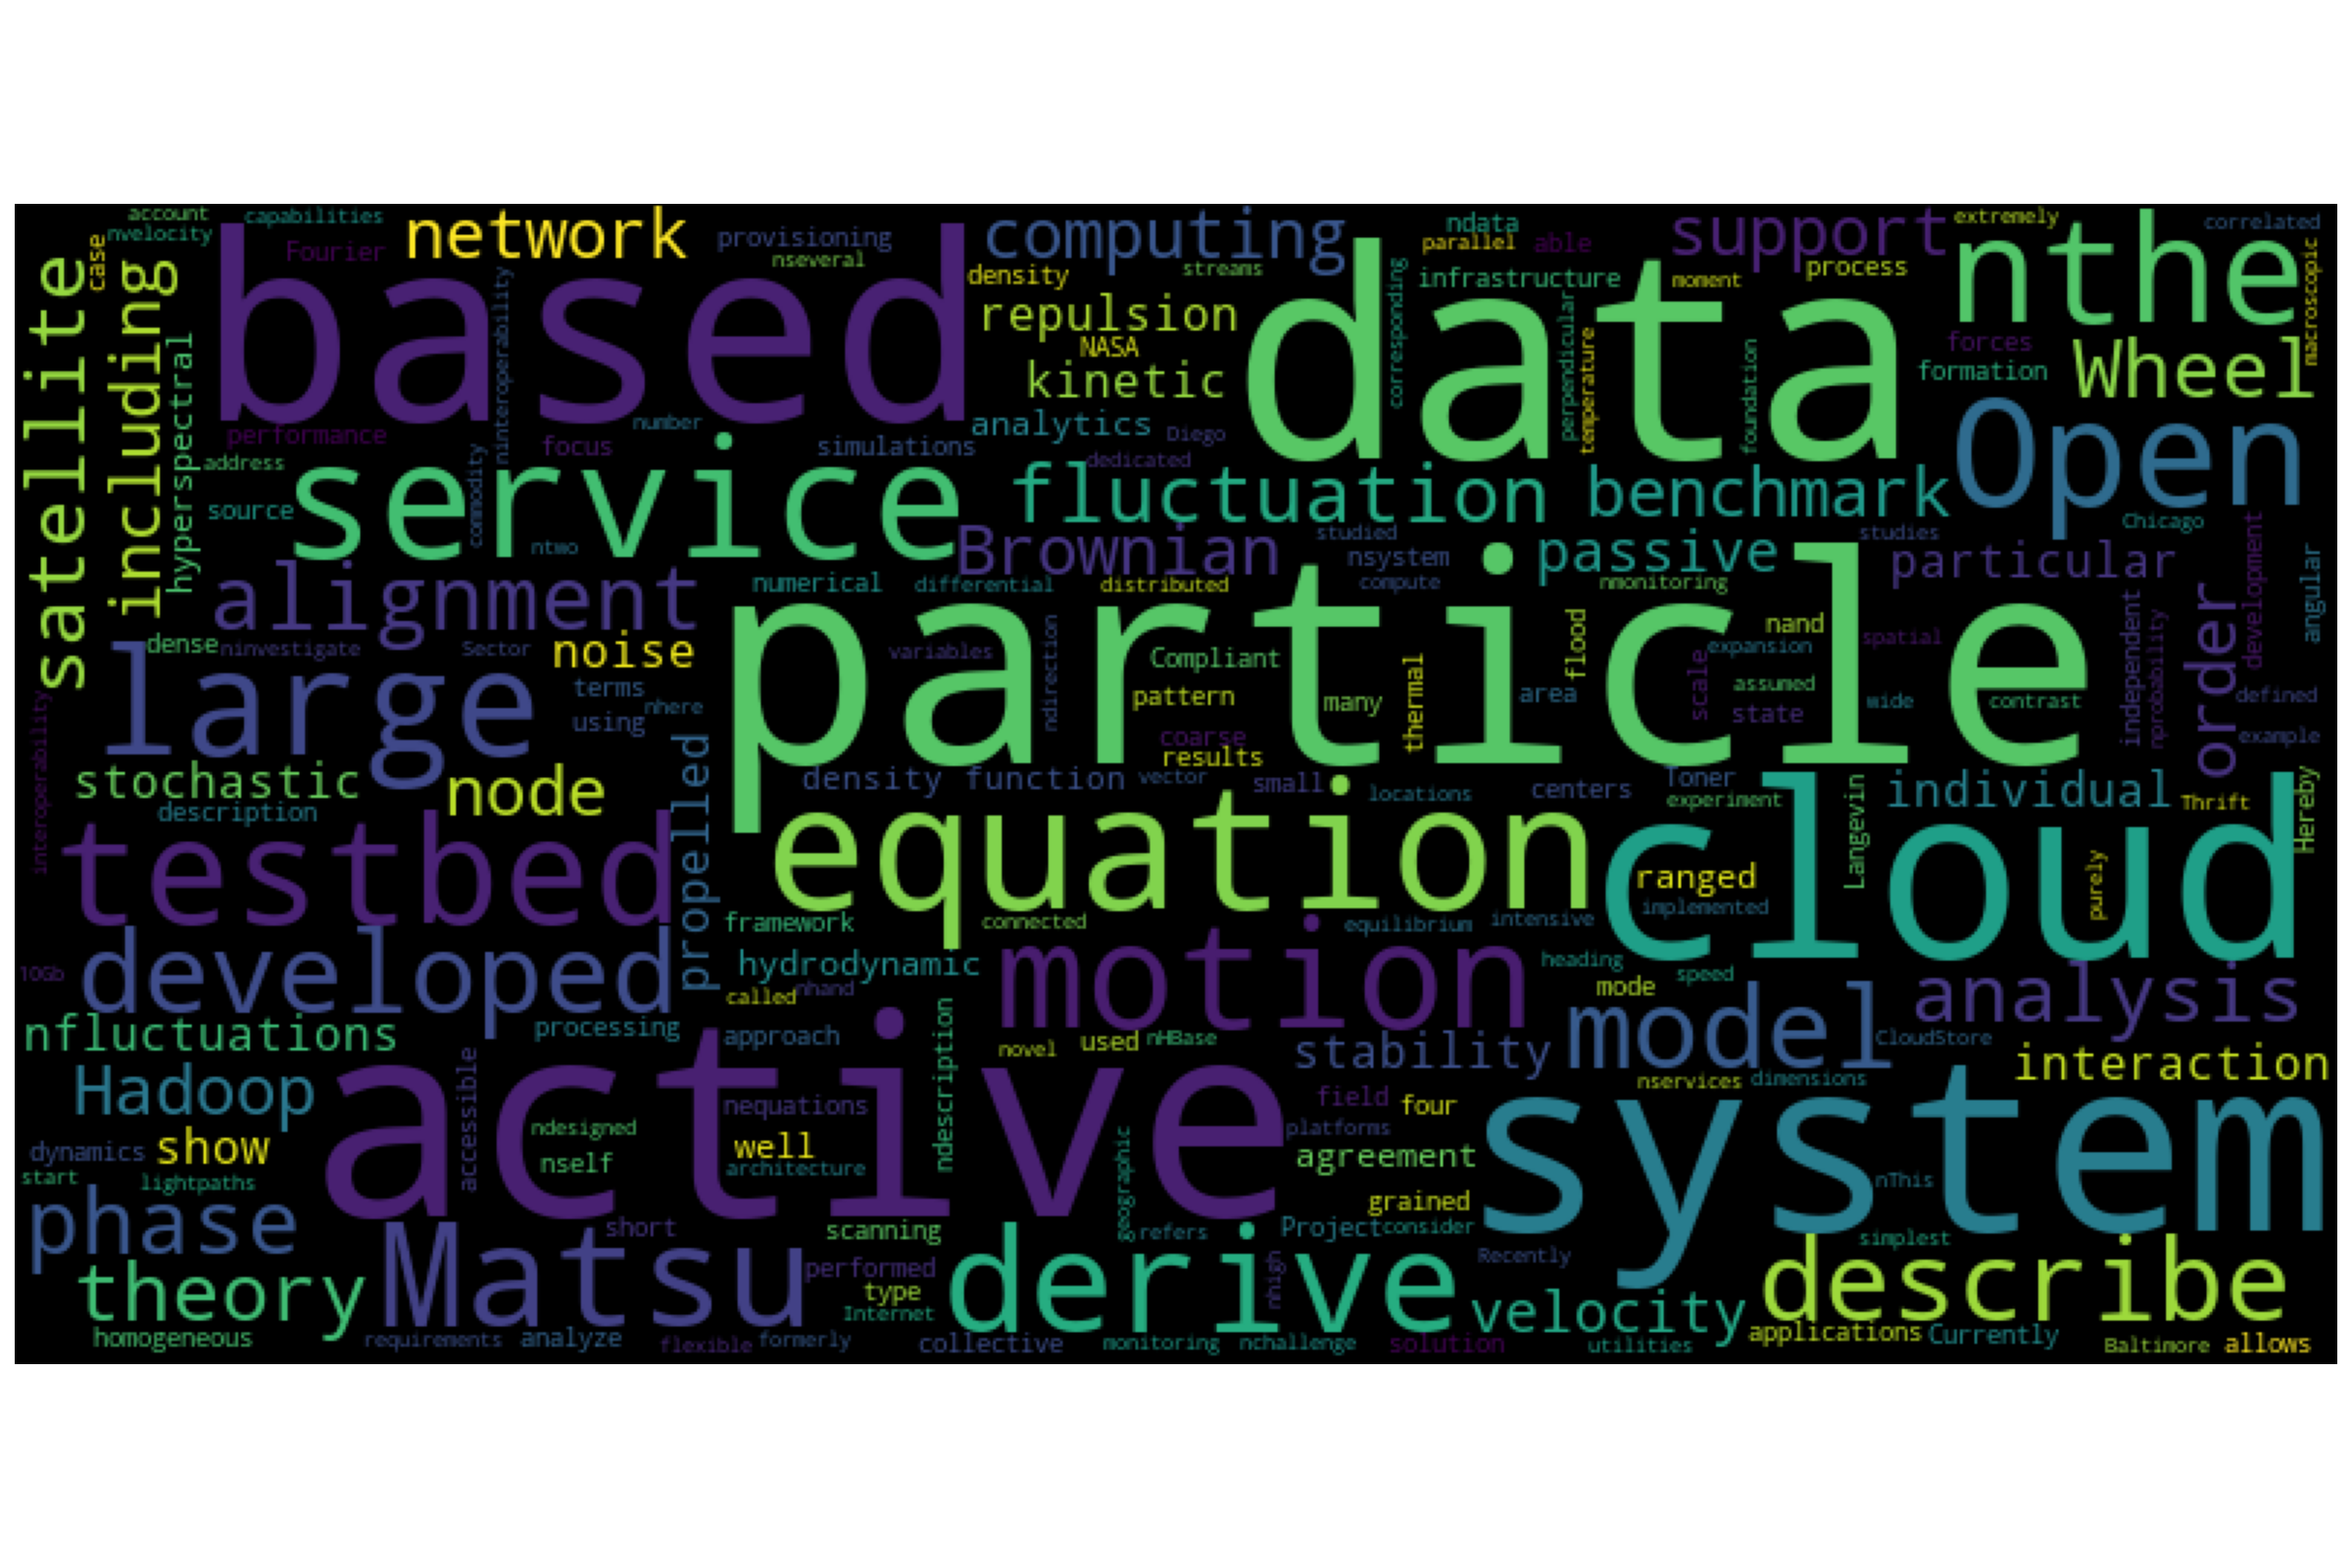 account
capabilities
nvelocity
case
Fourier
network
provisioning
nseveral
computing
ndata
parallel
able
support
extremely
correlated
nthe
satellite
including
based
ninteroperability
density
streams
corresponding
infrastructure
moment
process
data
macroscopic
repulsion
NASA
kinetic
perpendicular
temperature
foundation
forces
formation
Wheel
hyperspectral
performance
focus
number
simulations
analytics
Diego
dedicated
Open
address
source
service
commodity
ntwo
fluctuation
benchmark
Chicago
alignment
Brownian
studied
nsystem
compute
passive
studies
particular
development
angular
numerical
differential
distributed
nmonitoring
order
dense
ninvestigate
Sector
noise
variables
ndirection
Compliant
flood
nand
expansion
spatial
independent
nprobability
large
terms
nhere
using
particle
pattern
many
thermal
area
scale
assumed
state
wide
contrast
defined
example
interoperability
coarse
results
stochastic
node
description
propelled
density function
vector
small
locations
centers
Toner
experiment
Langevin
individual
Thrift
Hereby
testbed
equation
cloud
ranged
implemented
purely
framework
connected
equilibrium
intensive
10Gb
developed
hydrodynamic
called
nhand
motion
heading
mode
speed
analysis
nfluctuations
processing
approach
ndescription
novel
used
nHBase
stability
model
CloudStore
interaction
Hadoop
accessible
active
nequations
field
four
nservices
dimensions
system
dynamics
show
ndesigned
nself
well
architecture
geographic
platforms
agreement
nThis
start
lightpaths
grained
phase
short
scanning
refers
Project
consider
Recently
simplest
theory
Matsu
performed
type
Internet
derive
nhigh
velocity
describe
homogeneous
requirements
analyze
flexible
formerly
collective
monitoring
nchallenge
solution
utilities
applications
Currently
Baltimore
allows